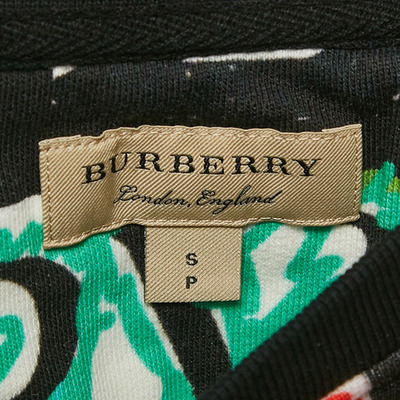 BURBERRY
London, England
S
P